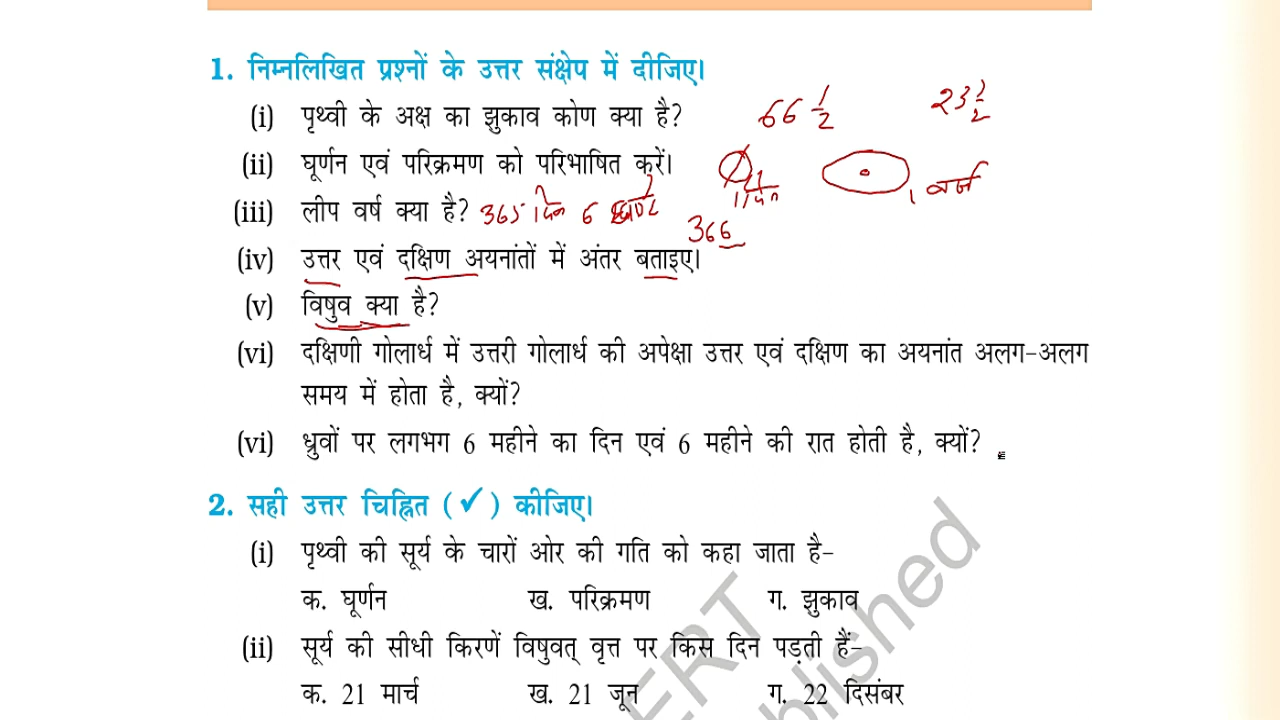 1. निम्नलिखित प्रश्नों के उत्तर संक्षेप में दीजिए।
(i) पृथ्वी के अक्ष का झुकाव कोण क्या है? 66 1/2 23 1/2
(ii) घूर्णन एवं परिक्रमण को परिभाषित करें। 1 दिन 1 वर्ष
(iii) लीप वर्ष क्या है? 365 दिन 6 366
(iv) उत्तर एवं दक्षिण अयनांतों में अंतर बताइए।
(v) विषुव क्या है?
(vi) दक्षिणी गोलार्ध में उत्तरी गोलार्ध की अपेक्षा उत्तर एवं दक्षिण का अयनांत अलग-अलग
समय में होता है, क्यों?
(vi) ध्रुवों पर लगभग 6 महीने का दिन एवं 6 महीने की रात होती है, क्यों?
2. सही उत्तर चिह्नित (✓) कीजिए।
(i) पृथ्वी की सूर्य के चारों ओर की गति को कहा जाता है-
क. घूर्णन ख. परिक्रमण ग. झुकाव
(ii) सूर्य की सीधी किरणें विषुवत् वृत्त पर किस दिन पड़ती हैं-
क. 21 मार्च ख. 21 जून ग. 22 दिसंबर